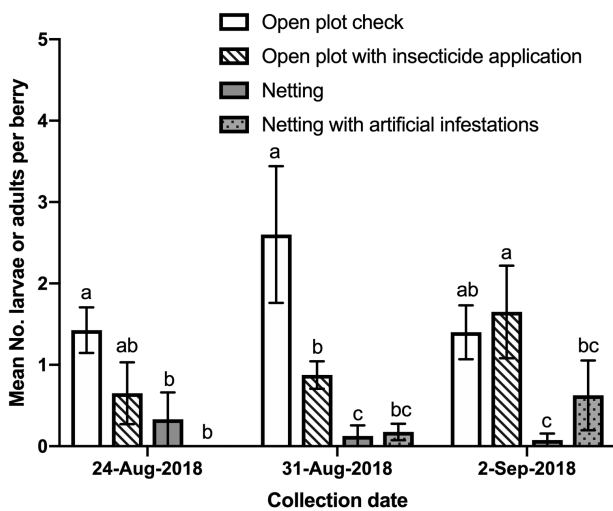 Open plot check
Open plot with insecticide application
Netting
Netting with artificial infestations
Mean No. larvae or adults per berry
5
4
3
2
1
0
a
ab
b
b
a
b
c
bc
ab
a
c
bc
24-Aug-2018
31-Aug-2018
2-Sep-2018
Collection date